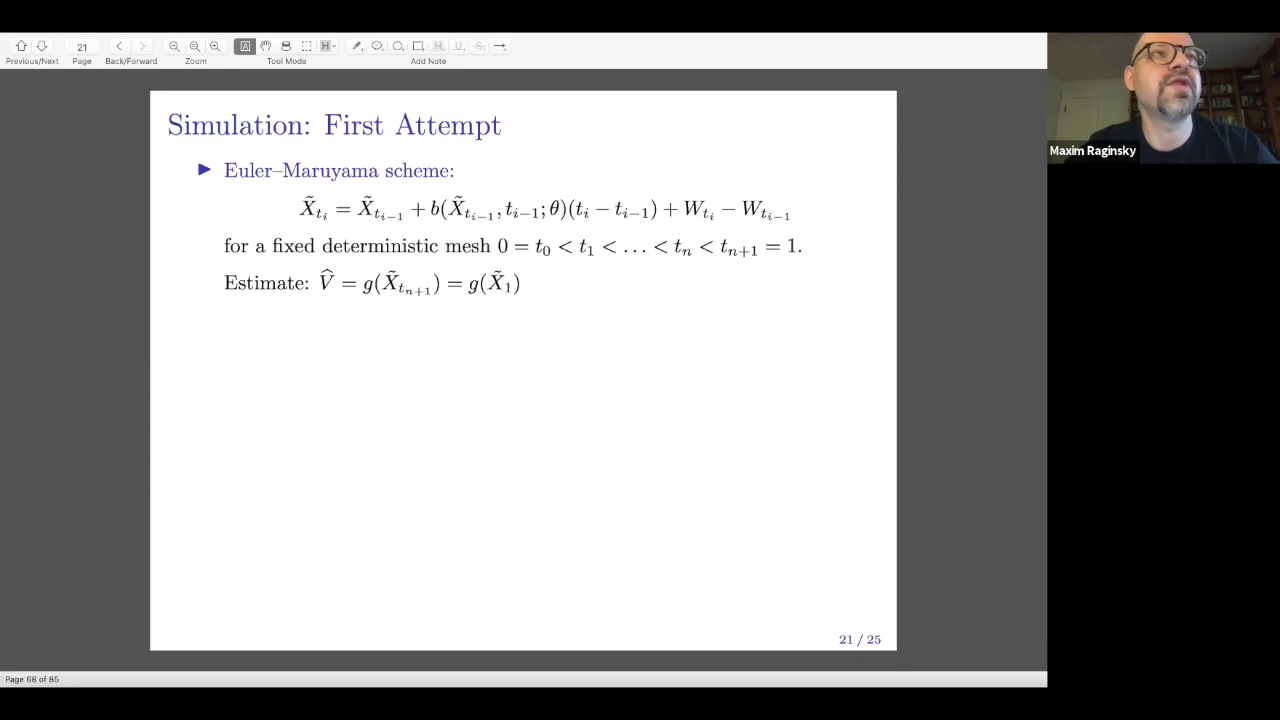 21
Previous/Next Page Back/Forward Zoom Tool Mode Add Note
Simulation: First Attempt
Maxim Raginsky
▶ Euler–Maruyama scheme:
X̃_{t_i} = X̃_{t_{i−1}} + b(X̃_{t_{i−1}}, t_{i−1}; θ)(t_i − t_{i−1}) + W_{t_i} − W_{t_{i−1}}
for a fixed deterministic mesh 0 = t_0 < t_1 < … < t_n < t_{n+1} = 1.
Estimate: V̂ = g(X̃_{t_{n+1}}) = g(X̃_1)
21 / 25
Page 68 of 85